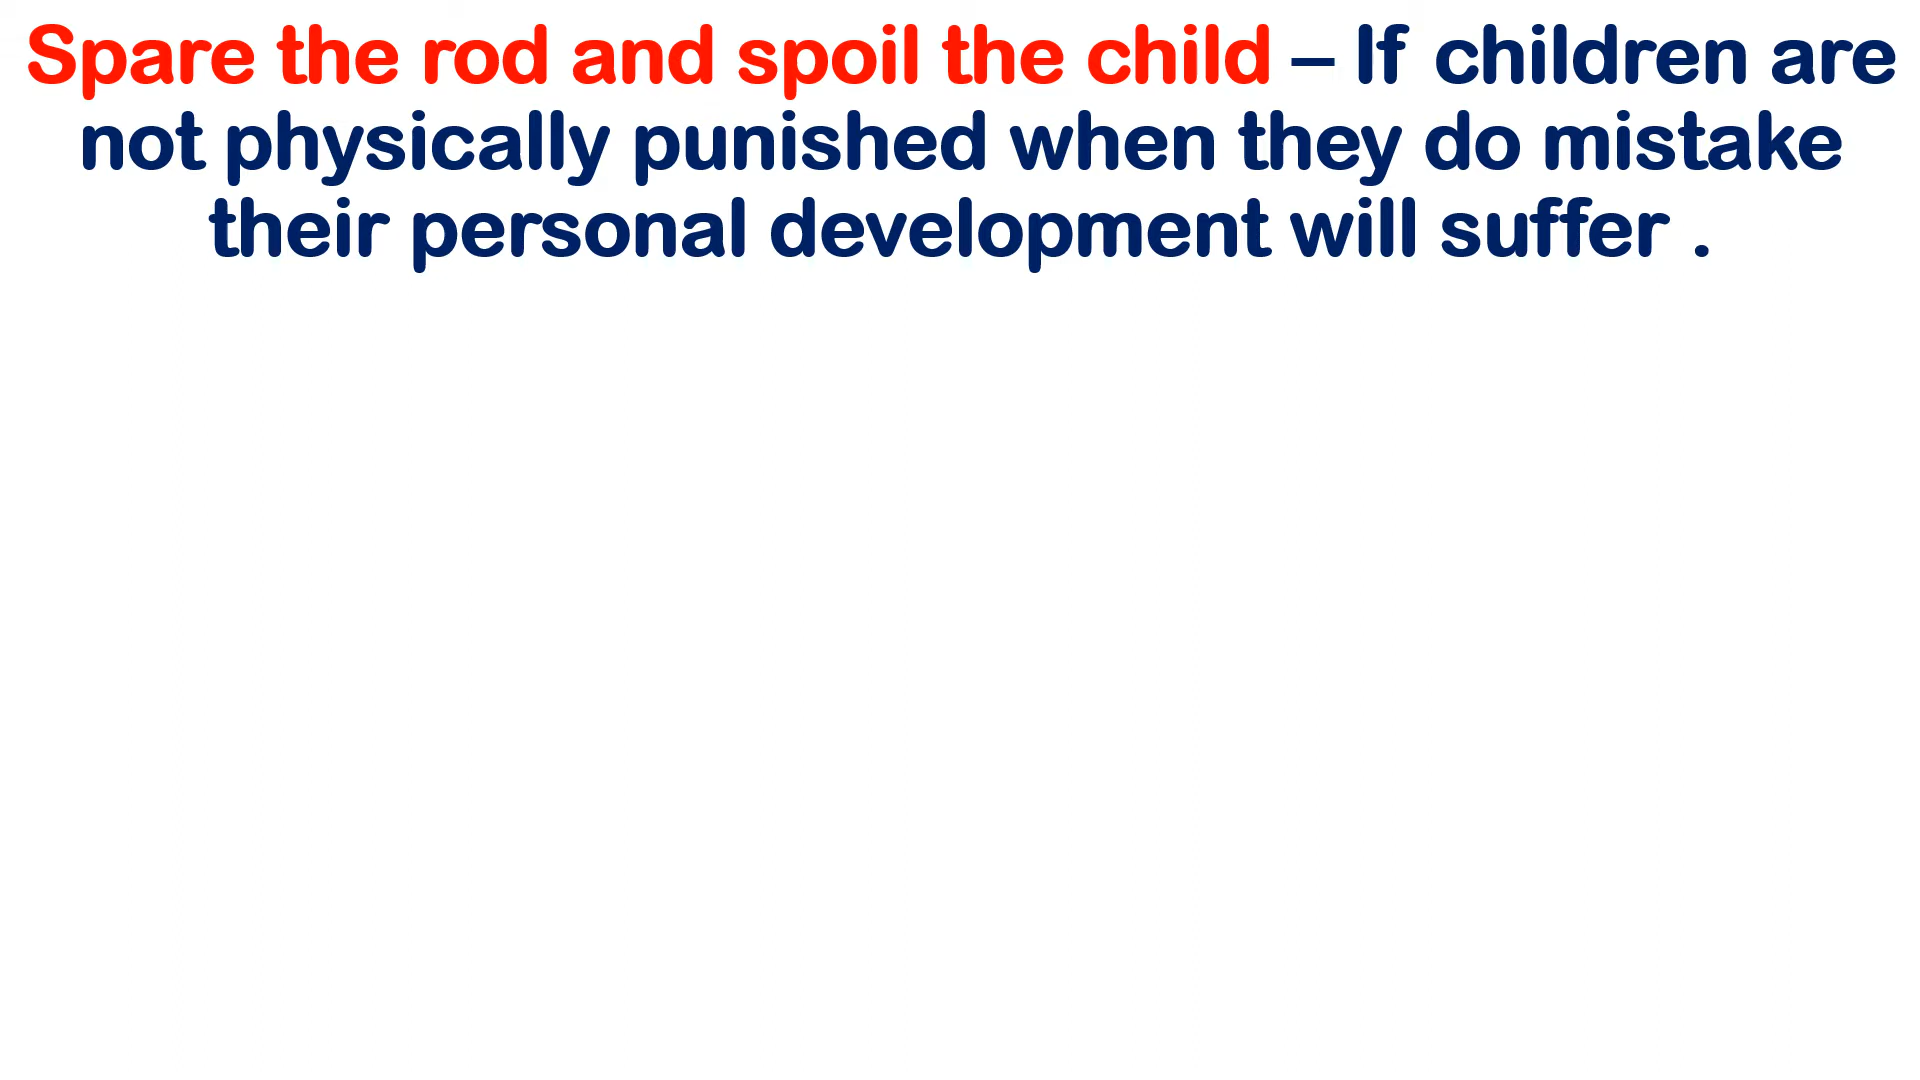 Spare the rod and spoil the child – If children are
not physically punished when they do mistake
their personal development will suffer .